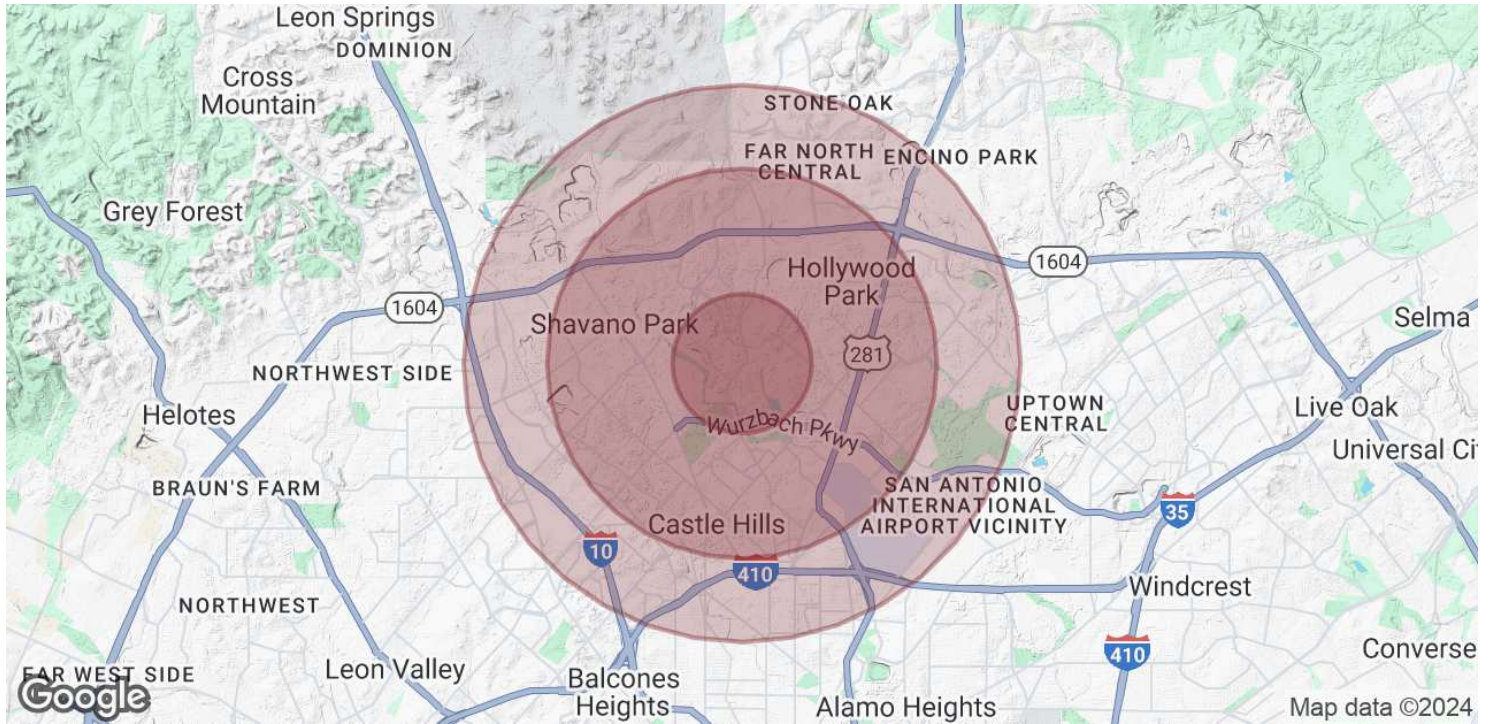 Leon Springs
DOMINION
Cross
Mountain
STONE OAK
FAR NORTH
CENTRAL
ENCINO PARK
Grey Forest
1604
Hollywood
Park
1604
Shavano Park
Selma
281
NORTHWEST SIDE
Helotes
UPTOWN
CENTRAL
Live Oak
Wurzbach Pkwy
Universal Cit
BRAUN'S FARM
SAN ANTONIO
INTERNATIONAL
AIRPORT VICINITY
35
Castle Hills
10
410
Windcrest
NORTHWEST
410
Converse
FAR WEST SIDE
Leon Valley
Balcones
Heights
Alamo Heights
Google
Map data ©2024